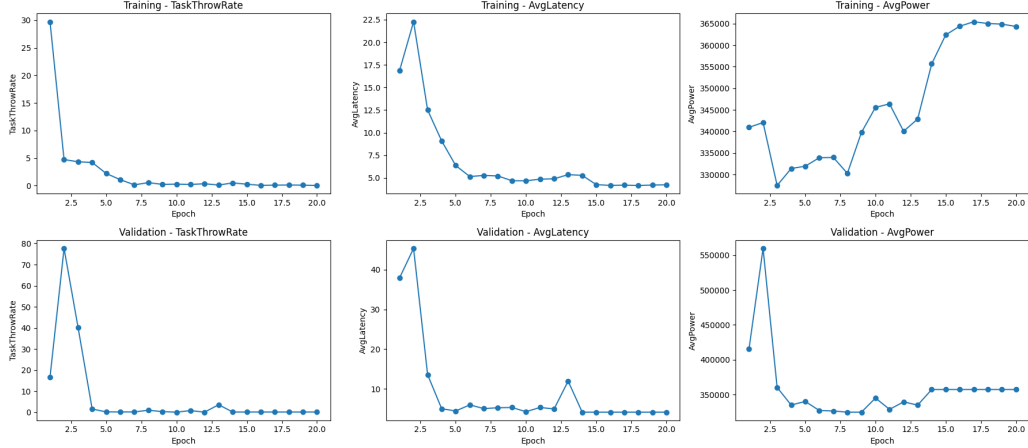 Training - TaskThrowRate
30
25
20
15
10
5
0
TaskThrowRate
2.5 5.0 7.5 10.0 12.5 15.0 17.5 20.0
Epoch
Training - AvgLatency
22.5
20.0
17.5
15.0
12.5
10.0
7.5
5.0
AvgLatency
2.5 5.0 7.5 10.0 12.5 15.0 17.5 20.0
Epoch
Training - AvgPower
365000
360000
355000
350000
345000
340000
335000
330000
AvgPower
2.5 5.0 7.5 10.0 12.5 15.0 17.5 20.0
Epoch
Validation - TaskThrowRate
80
70
60
50
40
30
20
10
0
TaskThrowRate
2.5 5.0 7.5 10.0 12.5 15.0 17.5 20.0
Epoch
Validation - AvgLatency
40
30
20
10
AvgLatency
2.5 5.0 7.5 10.0 12.5 15.0 17.5 20.0
Epoch
Validation - AvgPower
550000
500000
450000
400000
350000
AvgPower
2.5 5.0 7.5 10.0 12.5 15.0 17.5 20.0
Epoch